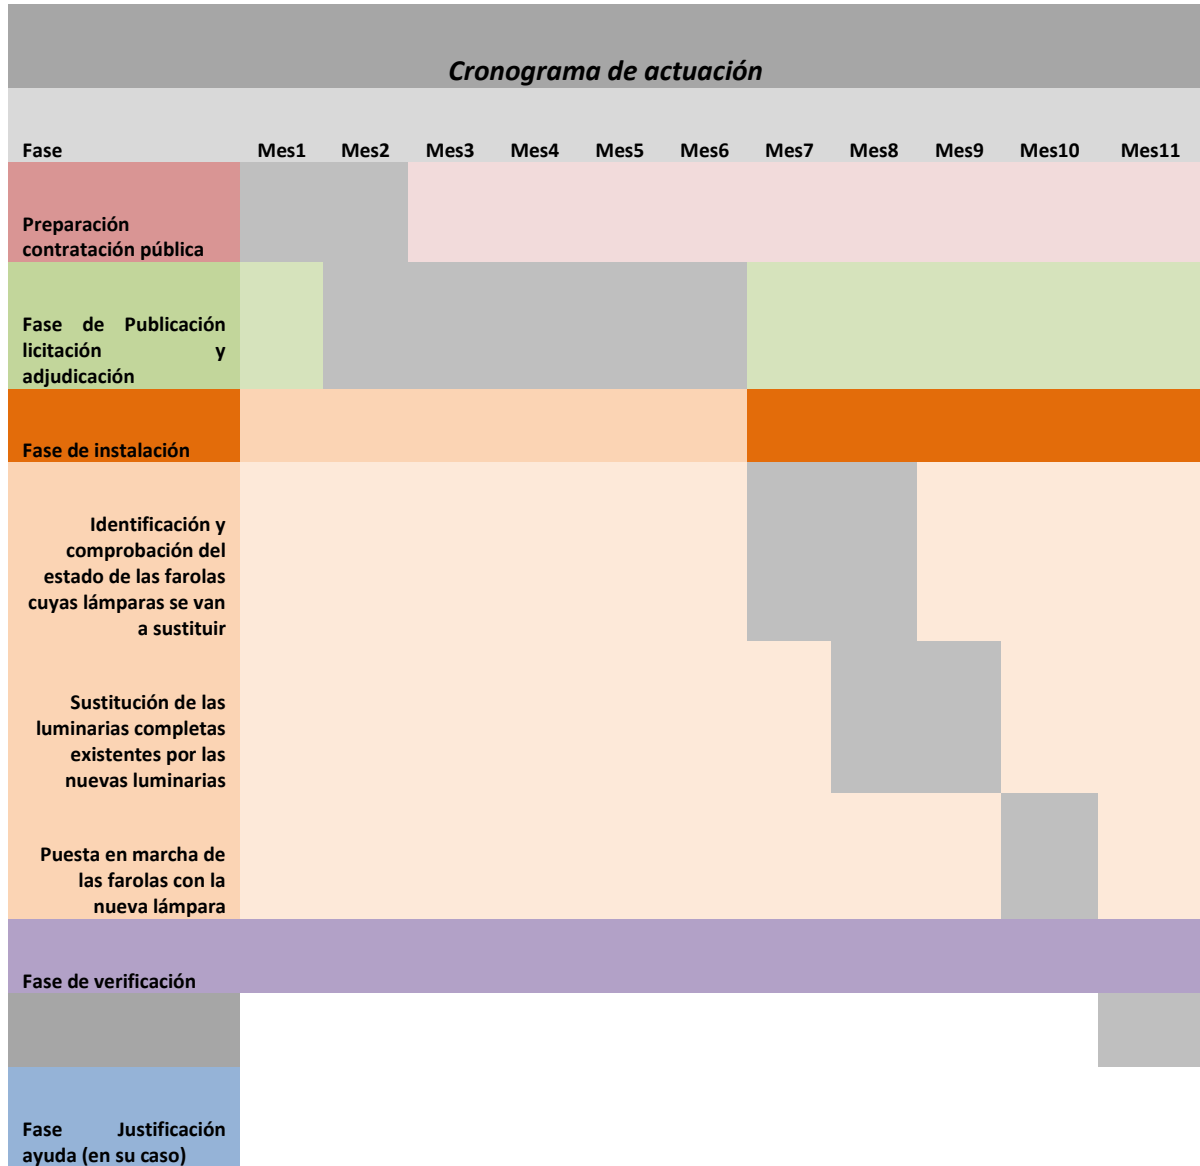 Cronograma de actuación
Fase Mes1 Mes2 Mes3 Mes4 Mes5 Mes6 Mes7 Mes8 Mes9 Mes10 Mes11
Preparación
contratación pública
Fase de Publicación
licitación y
adjudicación
Fase de instalación
Identificación y
comprobación del
estado de las farolas
cuyas lámparas se van
a sustituir
Sustitución de las
luminarias completas
existentes por las
nuevas luminarias
Puesta en marcha de
las farolas con la
nueva lámpara
Fase de verificación
Fase Justificación
ayuda (en su caso)